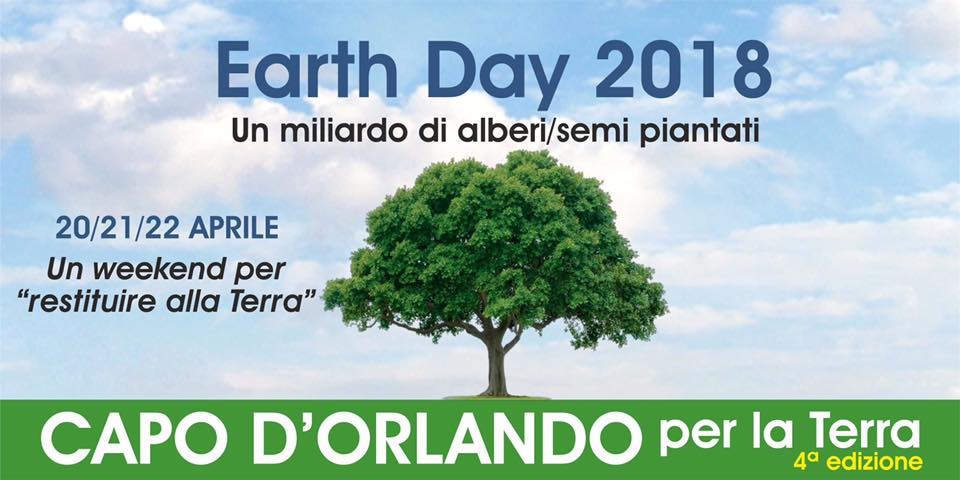 Earth Day 2018
Un miliardo di alberi/semi piantati
20/21/22 APRILE
Un weekend per
“restituire alla Terra”
CAPO D’ORLANDO per la Terra
4ª edizione